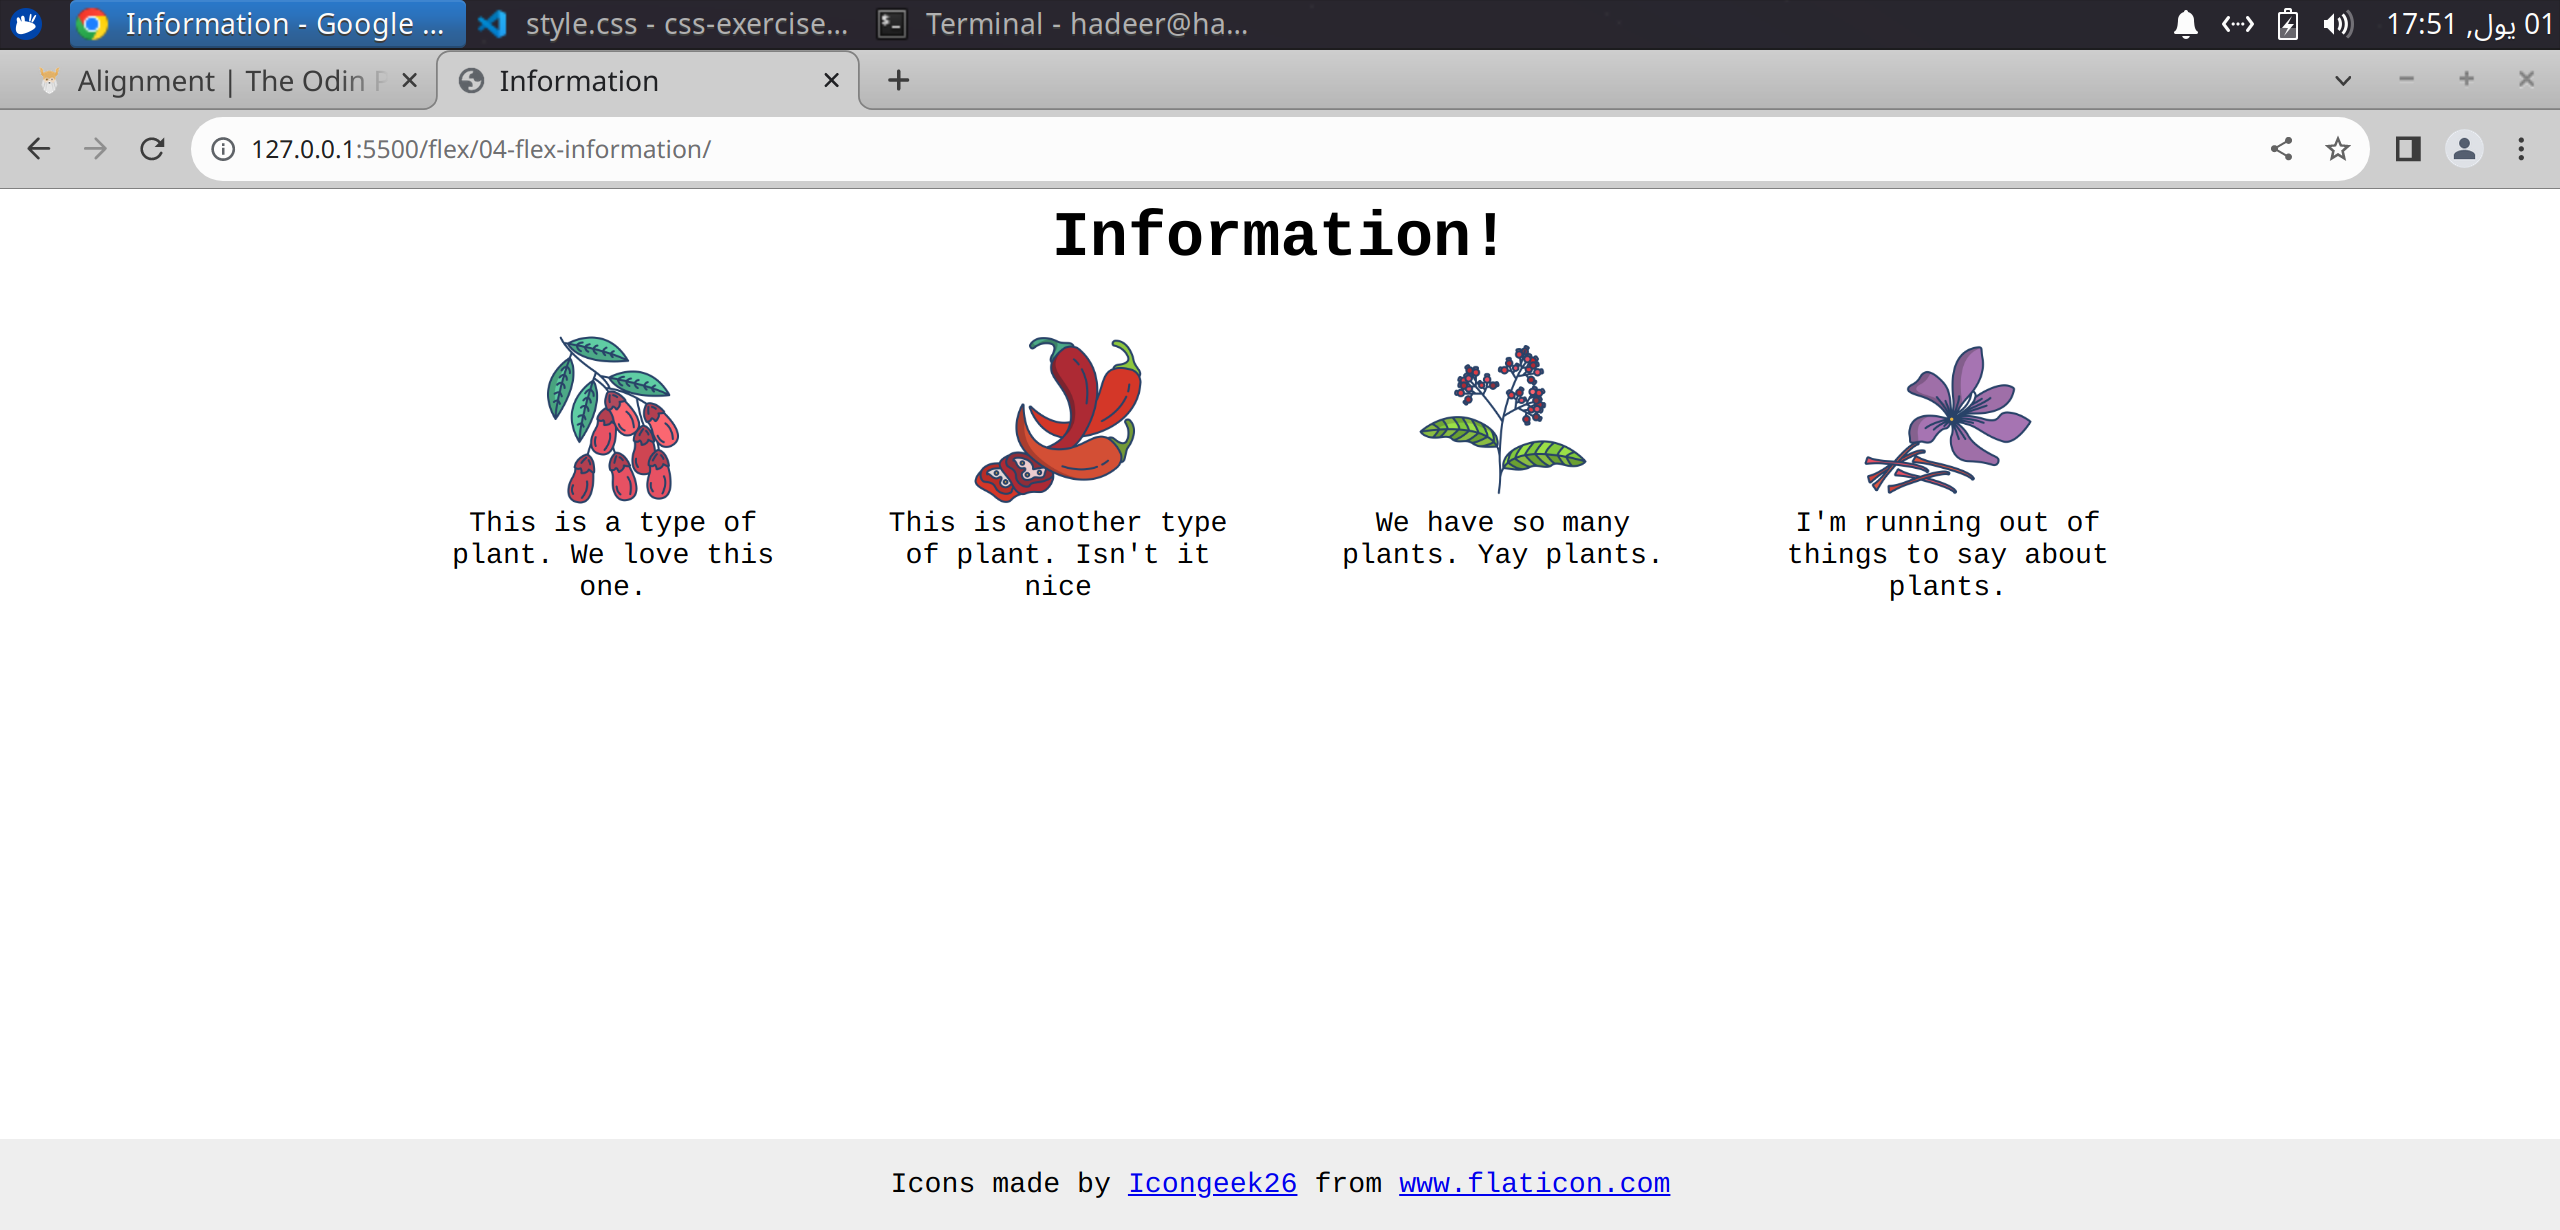 Information - Google ...
style.css - css-exercise...
Terminal - hadeer@ha...
01 يول, 17:51
Alignment | The Odin P
Information
127.0.0.1:5500/flex/04-flex-information/
Information!
This is a type of
plant. We love this
one.
This is another type
of plant. Isn't it
nice
We have so many
plants. Yay plants.
I'm running out of
things to say about
plants.
Icons made by Icongeek26 from www.flaticon.com